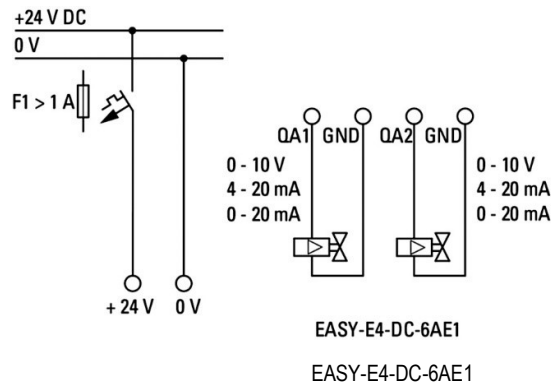 +24 V DC
0 V
F1 > 1 A
QA1 GND QA2 GND
0 - 10 V
4 - 20 mA
0 - 20 mA
0 - 10 V
4 - 20 mA
0 - 20 mA
+ 24 V 0 V
EASY-E4-DC-6AE1
EASY-E4-DC-6AE1